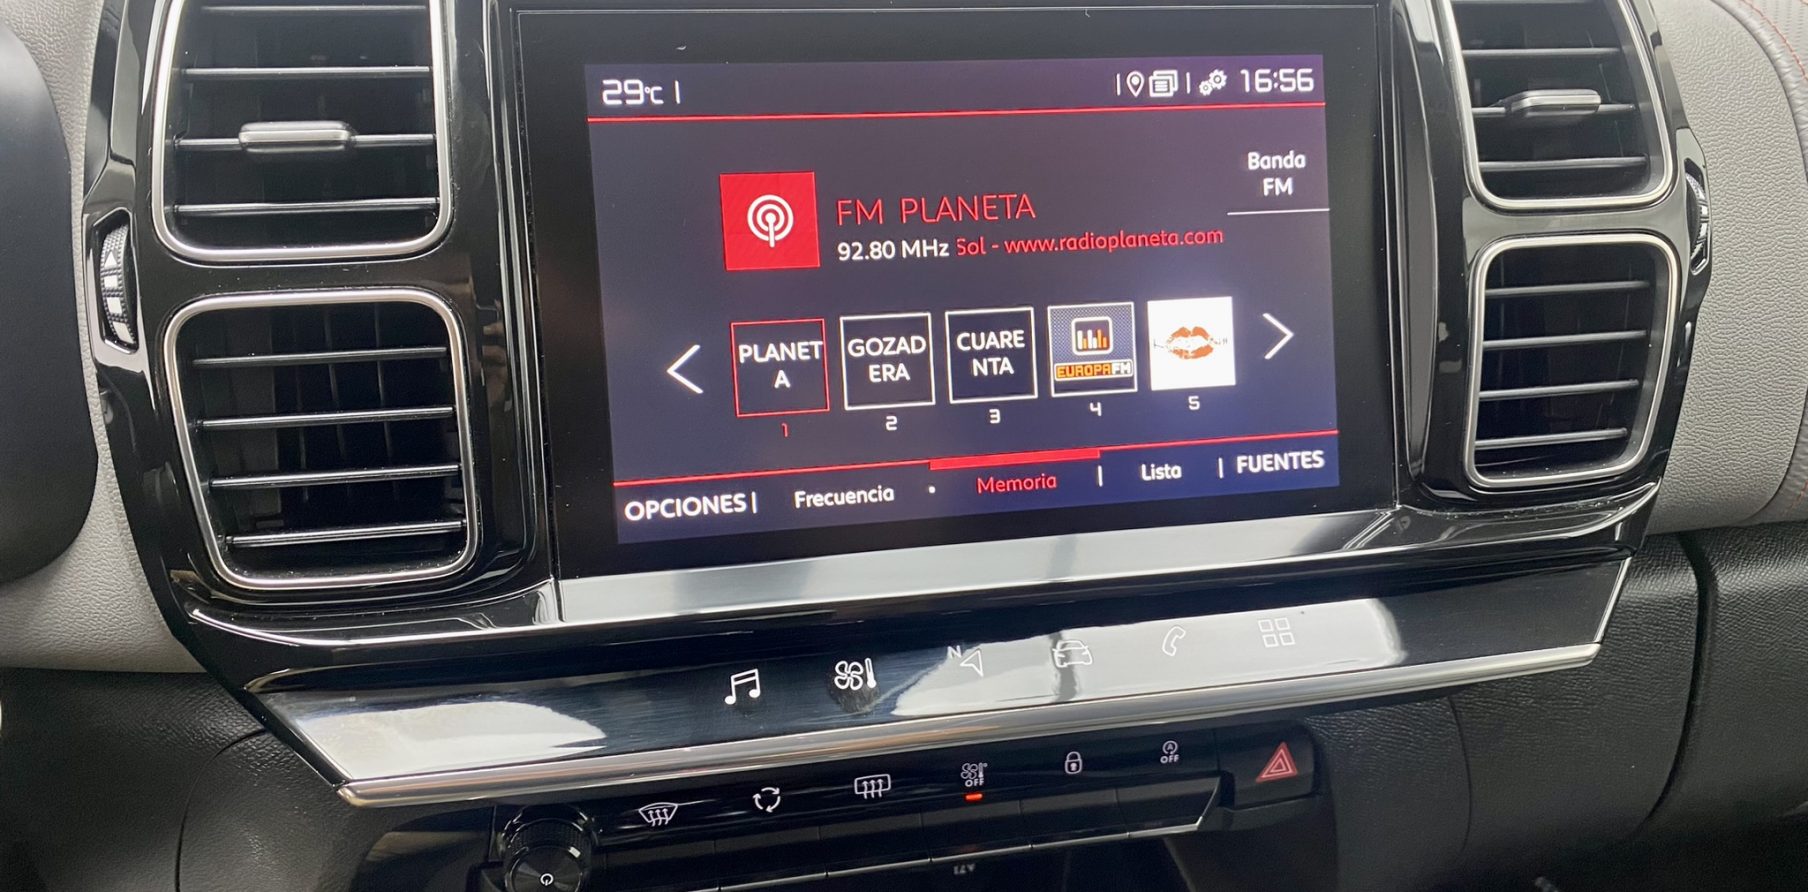 29°C
16:56
Banda
FM
FM PLANETA
92.80 MHz Sol - www.radioplaneta.com
PLANET
A
GOZAD
ERA
CUARE
NTA
EUROPA FM
1
2
3
4
5
OPCIONES
Frecuencia
Memoria
Lista
FUENTES
N
OFF
A
OFF